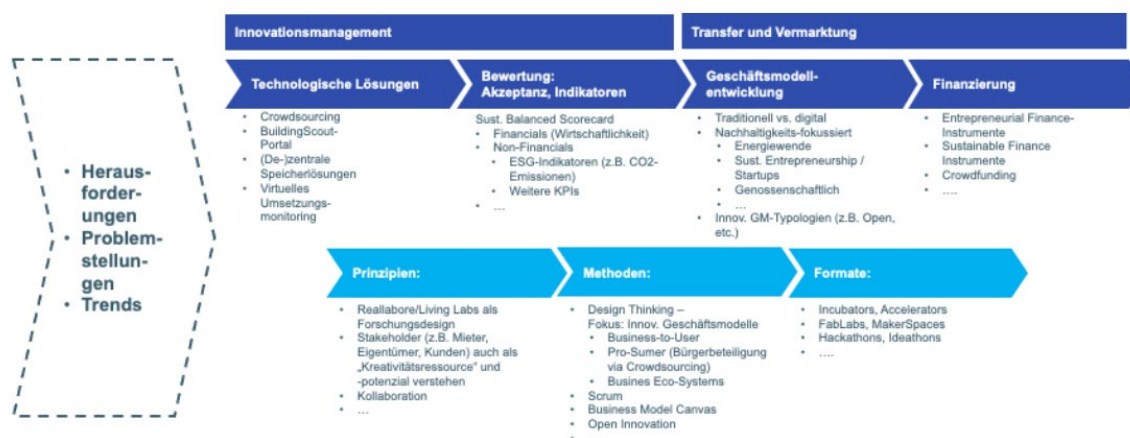 Innovationsmanagement
Transfer und Vermarktung
• Heraus-
forder-
ungen
• Problem-
stellun-
gen
• Trends
Technologische Lösungen
• Crowdsourcing
• BuildingScout-
Portal
• (De-)zentrale
Speicherlösungen
• Virtuelles
Umsetzungs-
monitoring
Bewertung:
Akzeptanz, Indikatoren
Sust. Balanced Scorecard
• Financials (Wirtschaftlichkeit)
• Non-Financials
• ESG-Indikatoren (z.B. CO2-
Emissionen)
• Weitere KPIs
• …
Geschäftsmodell-
entwicklung
• Traditionell vs. digital
• Nachhaltigkeits-fokussiert
• Energiewende
• Sust. Entrepreneurship /
Startups
• Genossenschaftlich
• …
• Innov. GM-Typologien (z.B. Open,
etc.)
Finanzierung
• Entrepreneurial Finance-
Instrumente
• Sustainable Finance
Instrumente
• Crowdfunding
• ….
Prinzipien:
• Reallabore/Living Labs als
Forschungsdesign
• Stakeholder (z.B. Mieter,
Eigentümer, Kunden) auch als
„Kreativitätsressource“ und
-potenzial verstehen
• Kollaboration
• …
Methoden:
• Design Thinking –
Fokus: Innov. Geschäftsmodelle
• Business-to-User
• Pro-Sumer (Bürgerbeteiligung
via Crowdsourcing)
• Busines Eco-Systems
• Scrum
• Business Model Canvas
• Open Innovation
Formate:
• Incubators, Accelerators
• FabLabs, MakerSpaces
• Hackathons, Ideathons
• ….